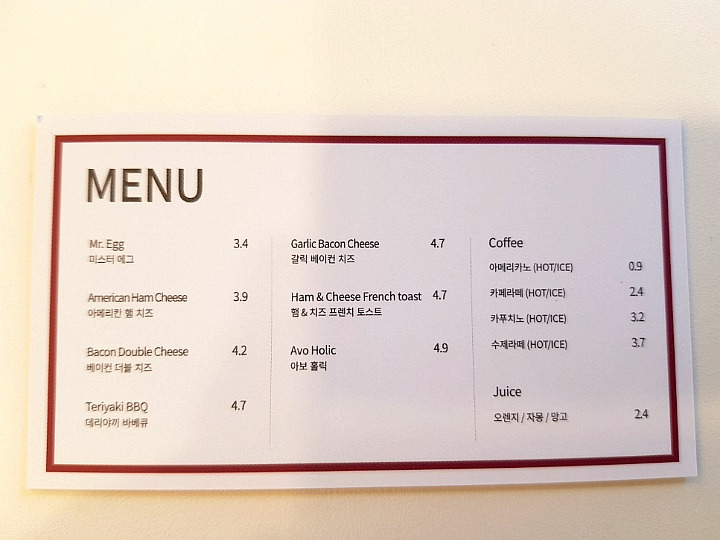 MENU
Mr. Egg 3.4
미스터 에그
American Ham Cheese 3.9
아메리칸 햄 치즈
Bacon Double Cheese 4.2
베이컨 더블 치즈
Teriyaki BBQ 4.7
데리야끼 바베큐
Garlic Bacon Cheese 4.7
갈릭 베이컨 치즈
Ham & Cheese French toast 4.7
햄 & 치즈 프렌치 토스트
Avo Holic 4.9
아보 홀릭
Coffee
아메리카노 (HOT/ICE) 0.9
카페라떼 (HOT/ICE) 2.4
카푸치노 (HOT/ICE) 3.2
수제라떼 (HOT/ICE) 3.7
Juice
오렌지 / 자몽 / 망고 2.4